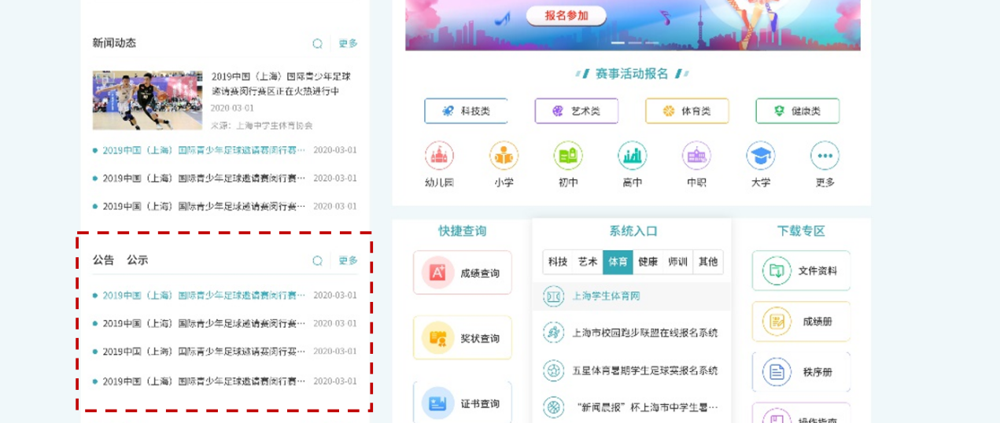 报名参加
新闻动态
更多
2019中国（上海）国际青少年足球
邀请赛闵行赛区正在火热进行中
2020-03-01
来源：上海中学生体育协会
2019中国（上海）国际青少年足球邀请赛闵行赛… 2020-03-01
2019中国（上海）国际青少年足球邀请赛闵行赛… 2020-03-01
2019中国（上海）国际青少年足球邀请赛闵行赛… 2020-03-01
公告 公示
更多
2019中国（上海）国际青少年足球邀请赛闵行赛… 2020-03-01
2019中国（上海）国际青少年足球邀请赛闵行赛… 2020-03-01
2019中国（上海）国际青少年足球邀请赛闵行赛… 2020-03-01
2019中国（上海）国际青少年足球邀请赛闵行赛… 2020-03-01
赛事活动报名
科技类 艺术类 体育类 健康类
幼儿园 小学 初中 高中 中职 大学 更多
快捷查询
成绩查询
奖状查询
证书查询
系统入口
科技 艺术 体育 健康 师训 其他
上海学生体育网
上海市校园跑步联盟在线报名系统
五星体育暑期学生足球赛报名系统
“新闻晨报”杯上海市中学生暑…
下载专区
文件资料
成绩册
秩序册
操作指南